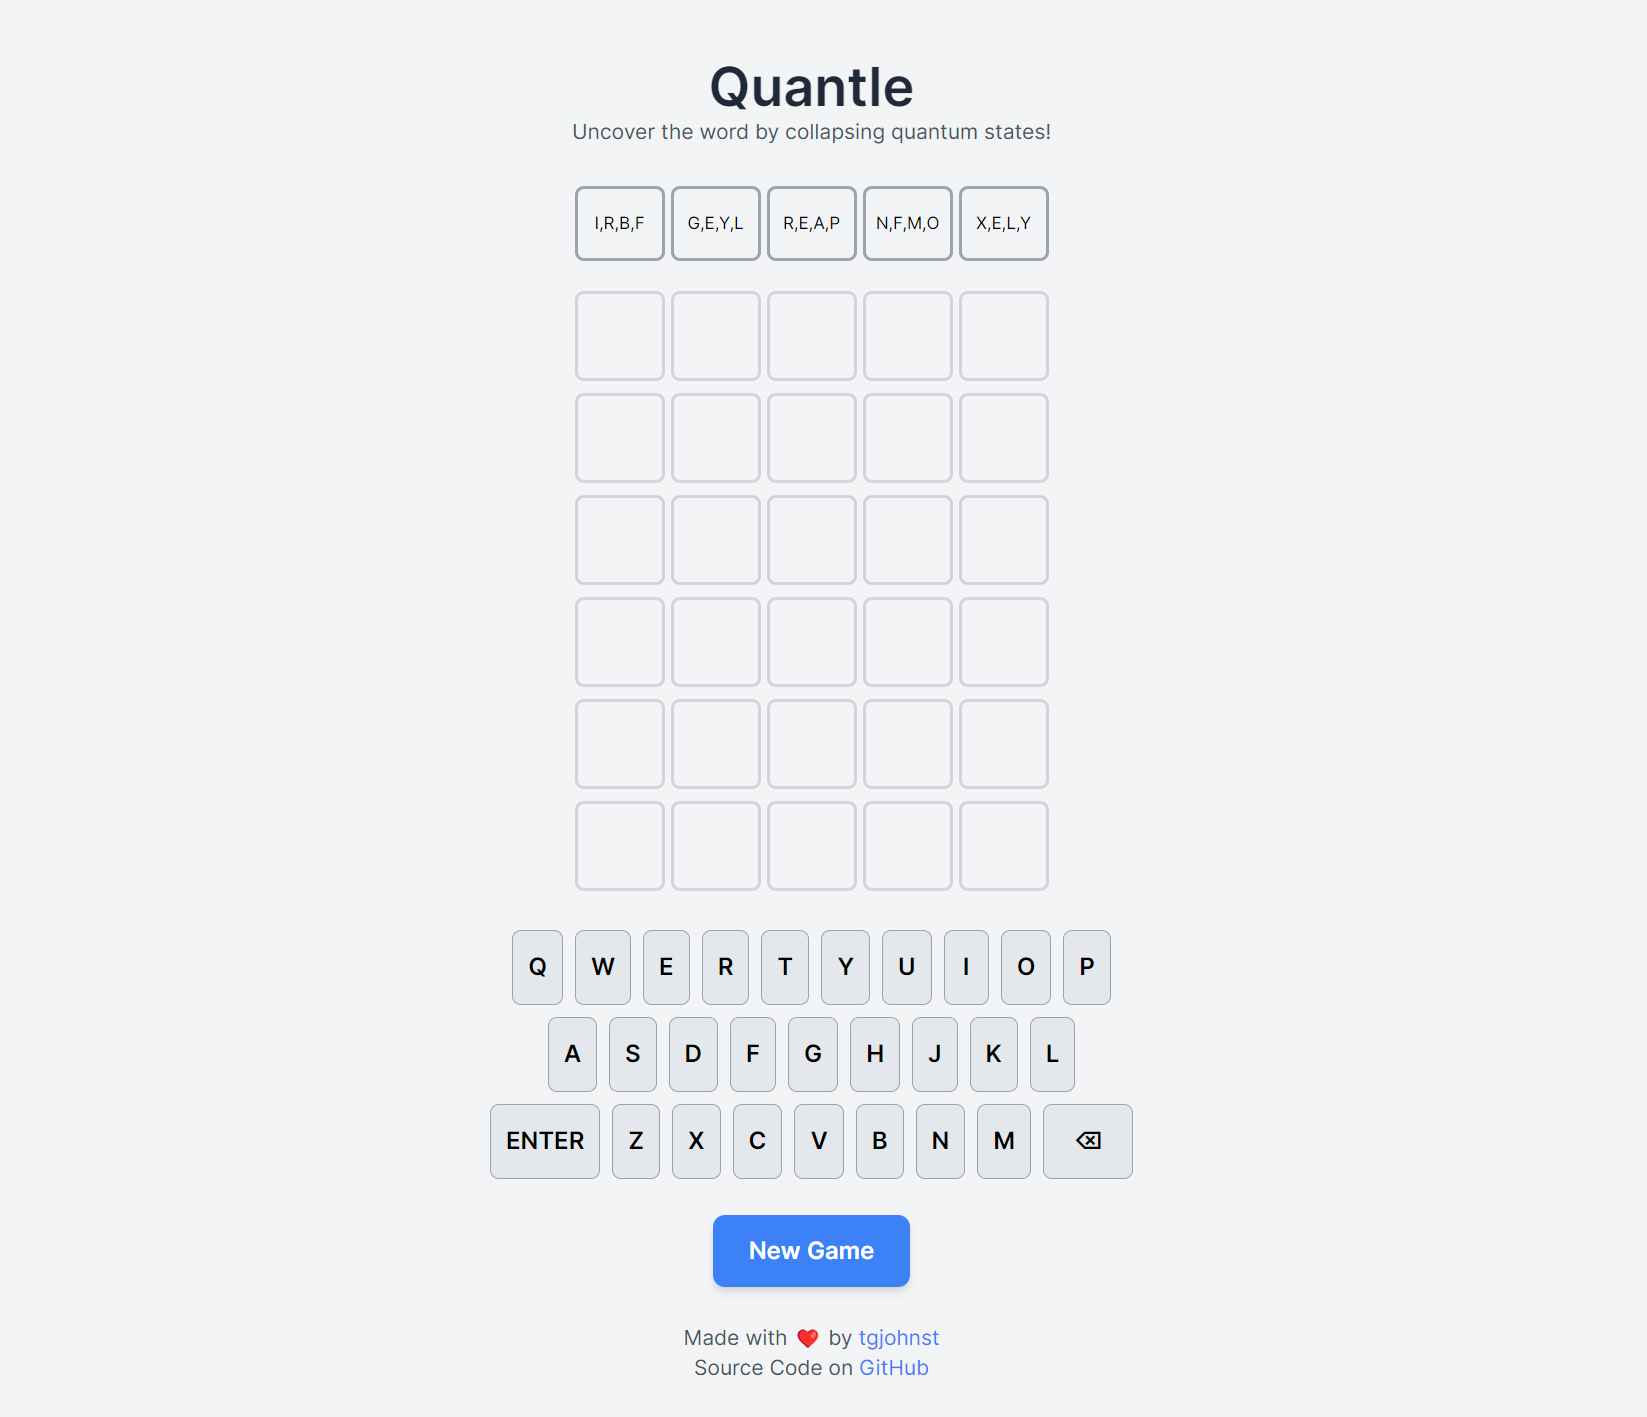 Quantle
Uncover the word by collapsing quantum states!
I,R,B,F G,E,Y,L R,E,A,P N,F,M,O X,E,L,Y
Q W E R T Y U I O P
A S D F G H J K L
ENTER Z X C V B N M ⌫
New Game
Made with ❤️ by tgjohnst
Source Code on GitHub